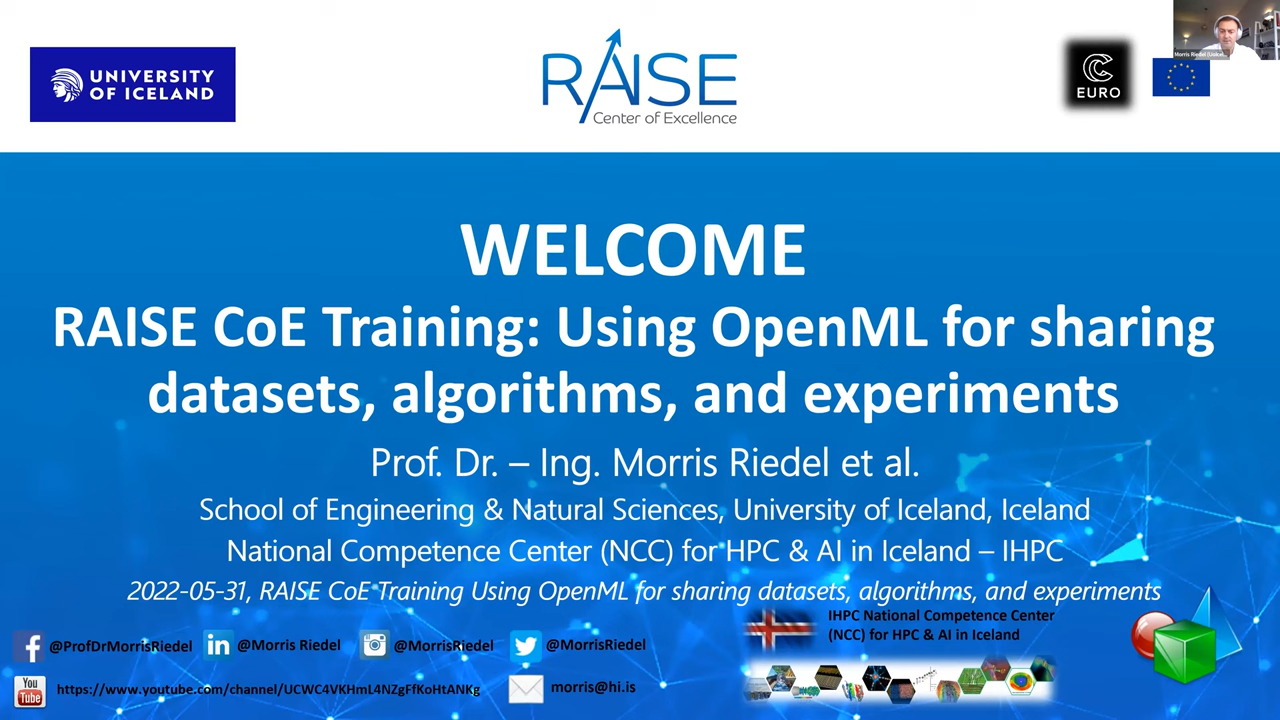 UNIVERSITY
OF ICELAND
RAISE
Center of Excellence
EURO
WELCOME
RAISE CoE Training: Using OpenML for sharing
datasets, algorithms, and experiments
Prof. Dr. – Ing. Morris Riedel et al.
School of Engineering & Natural Sciences, University of Iceland, Iceland
National Competence Center (NCC) for HPC & AI in Iceland – IHPC
2022-05-31, RAISE CoE Training Using OpenML for sharing datasets, algorithms, and experiments
IHPC National Competence Center
(NCC) for HPC & AI in Iceland
@ProfDrMorrisRiedel
@Morris Riedel
@MorrisRiedel
@MorrisRiedel
You
Tube
https://www.youtube.com/channel/UCWC4VKHmL4NZgFfKoHtANKg
morris@hi.is
Morris Riedel